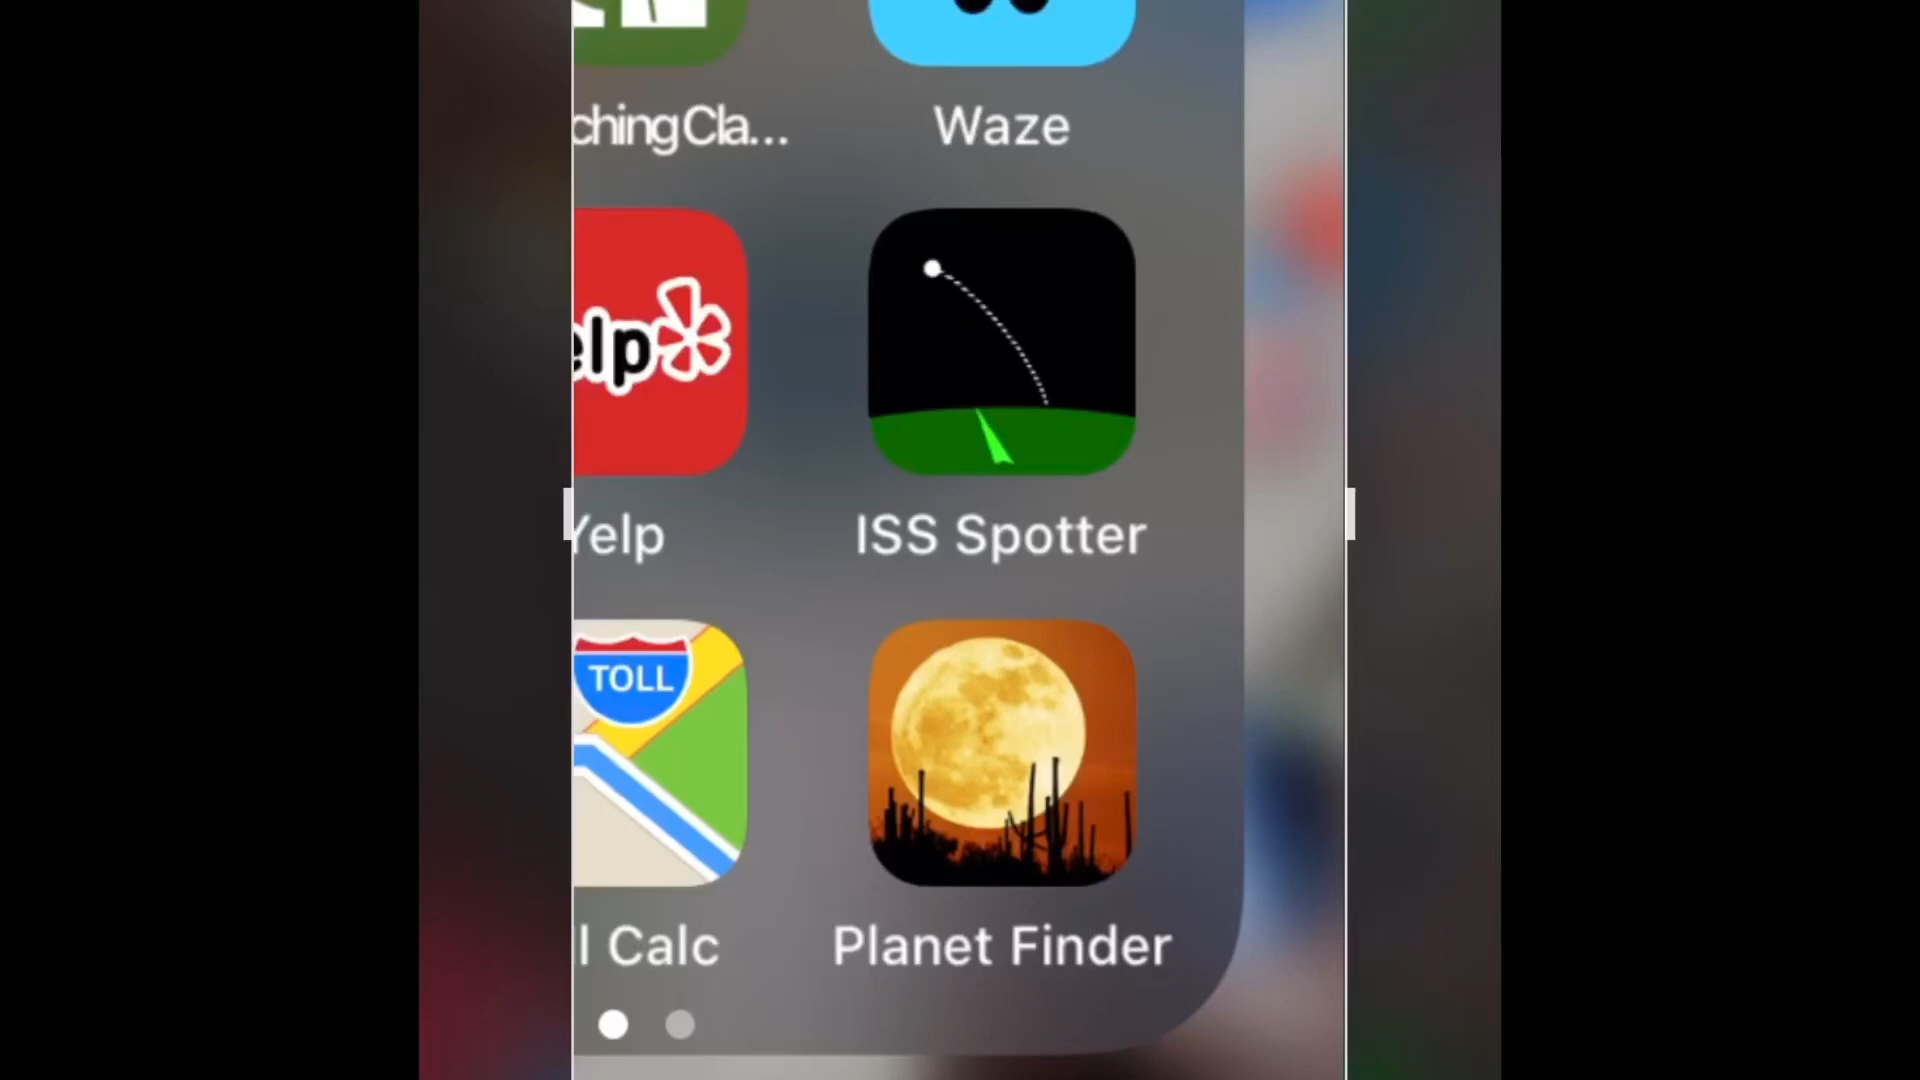 chingCla... Waze
elp
Yelp ISS Spotter
TOLL
l Calc Planet Finder